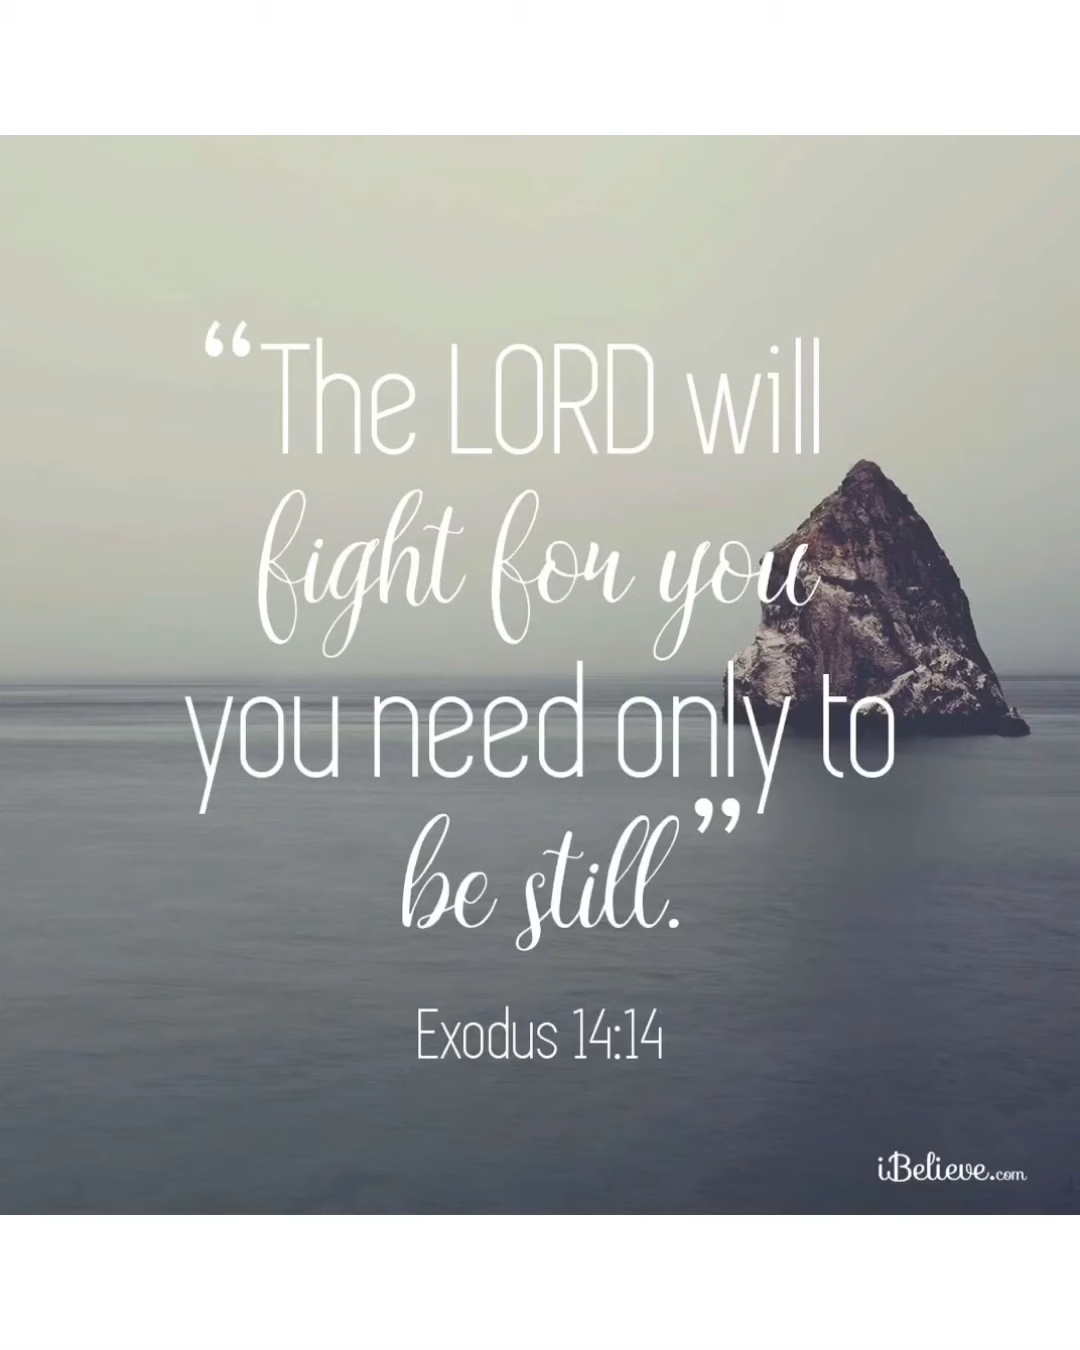 “The LORD will
fight for you
you need only to
be still.”
Exodus 14:14
iBelieve.com